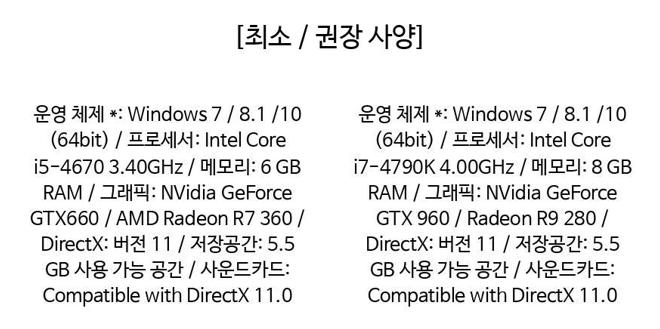 [최소 / 권장 사양]
운영 체제 *: Windows 7 / 8.1 /10
(64bit) / 프로세서: Intel Core
i5-4670 3.40GHz / 메모리: 6 GB
RAM / 그래픽: NVidia GeForce
GTX660 / AMD Radeon R7 360 /
DirectX: 버전 11 / 저장공간: 5.5
GB 사용 가능 공간 / 사운드카드:
Compatible with DirectX 11.0
운영 체제 *: Windows 7 / 8.1 /10
(64bit) / 프로세서: Intel Core
i7-4790K 4.00GHz / 메모리: 8 GB
RAM / 그래픽: NVidia GeForce
GTX 960 / Radeon R9 280 /
DirectX: 버전 11 / 저장공간: 5.5
GB 사용 가능 공간 / 사운드카드:
Compatible with DirectX 11.0